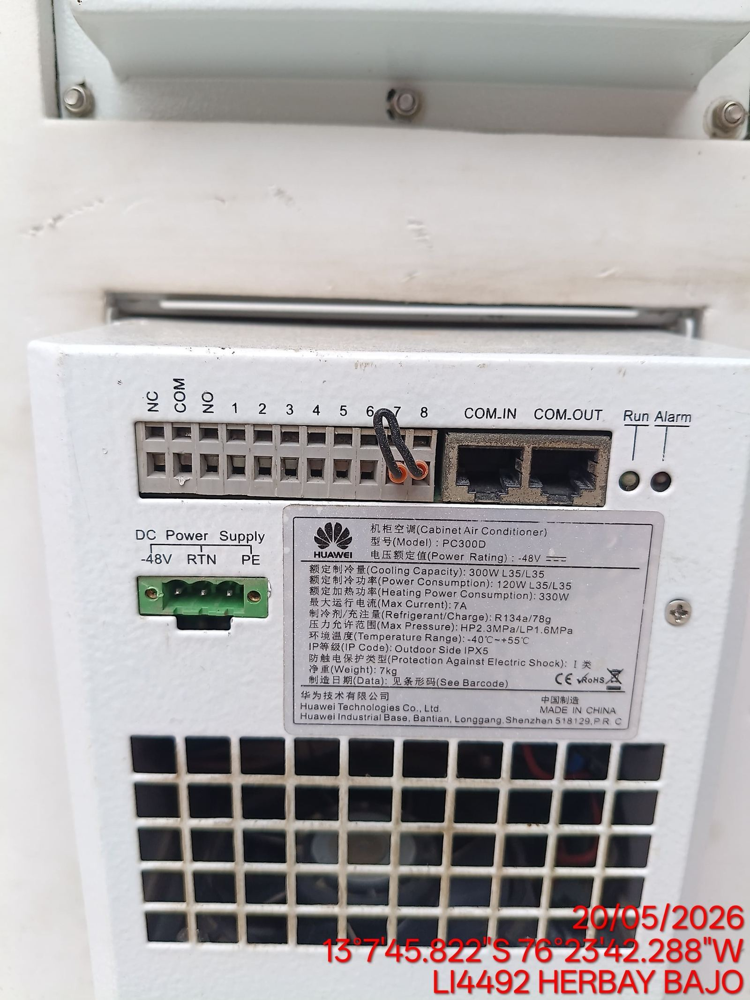 NC COM NO 1 2 3 4 5 6 7 8 COM_IN COM_OUT Run Alarm
DC Power Supply
-48V RTN PE
HUAWEI
机柜空调(Cabinet Air Conditioner)
型号(Model) : PC300D
电压额定值(Power Rating) : -48V
额定制冷量(Cooling Capacity): 300W L35/L35
额定制冷功率(Power Consumption): 120W L35/L35
额定加热功率(Heating Power Consumption): 330W
最大运行电流(Max Current): 7A
制冷剂/充注量(Refrigerant/Charge): R134a/78g
压力允许范围(Max Pressure): HP2.3MPa/LP1.6MPa
环境温度(Temperature Range): -40℃~+55℃
IP等级(IP Code): Outdoor Side IPX5
防触电保护类型(Protection Against Electric Shock): I 类
净重(Weight): 7kg
制造日期(Data): 见条形码(See Barcode)
CE RoHS
华为技术有限公司
Huawei Technologies Co., Ltd.
Huawei Industrial Base, Bantian, Longgang, Shenzhen 518129, P.R. C
中国制造
MADE IN CHINA
20/05/2026
13°7'45.822"S 76°23'42.288"W
LI4492 HERBAY BAJO